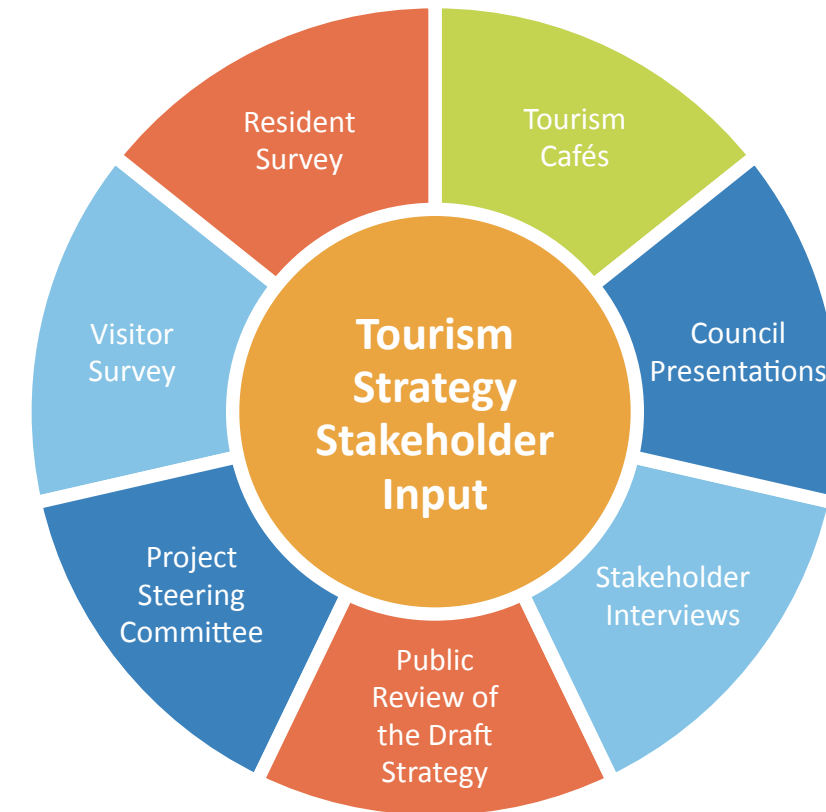 Resident
Survey
Tourism
Cafés
Visitor
Survey
Tourism
Strategy
Stakeholder
Input
Council
Presentations
Project
Steering
Committee
Stakeholder
Interviews
Public
Review of
the Draft
Strategy